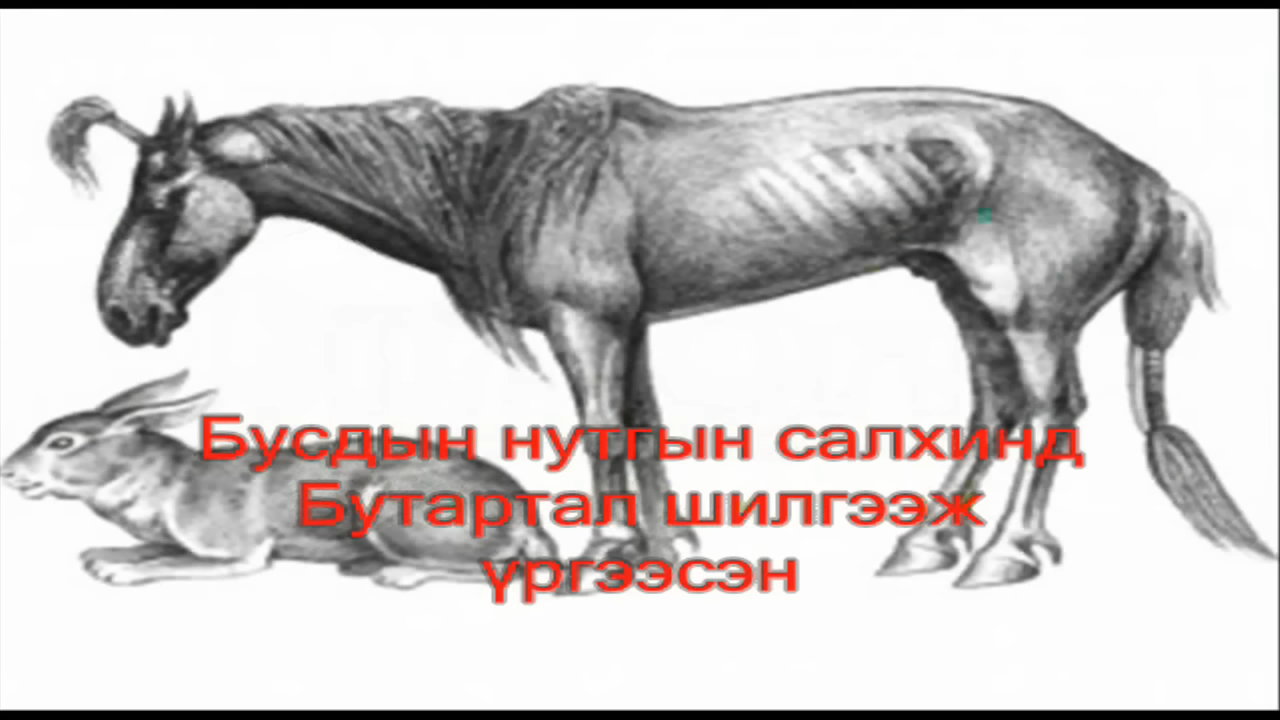 Бусдын нутгын салхинд
Бутартал шилгээж
үргээсэн